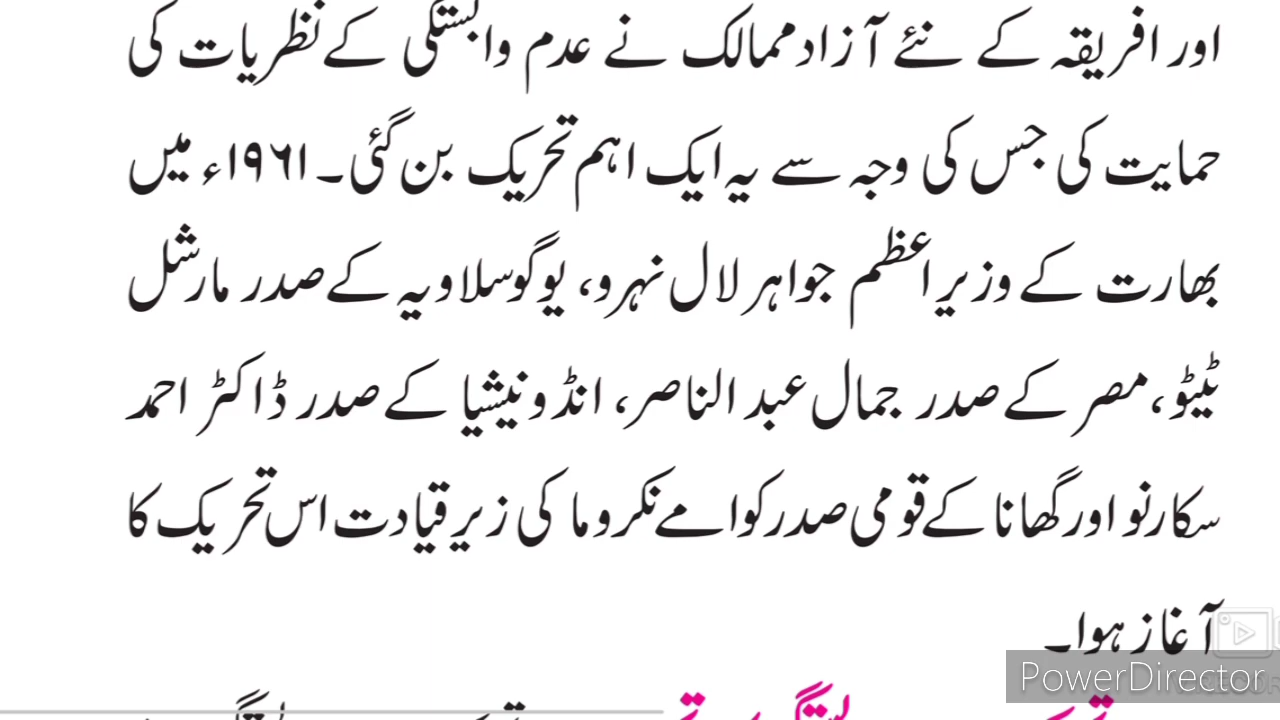 اور افریقہ کے نئے آزاد ممالک نے عدم وابستگی کے نظریات کی
حمایت کی جس کی وجہ سے یہ ایک اہم تحریک بن گئی۔ ۱۹۶۱ء میں
بھارت کے وزیر اعظم جواہر لال نہرو، یوگوسلاویہ کے صدر مارشل
ٹیٹو، مصر کے صدر جمال عبد الناصر، انڈونیشیا کے صدر ڈاکٹر احمد
سکارنو اور گھانا کے قومی صدر کوامے نکروما کی زیر قیادت اس تحریک کا
آغاز ہوا۔
PowerDirector